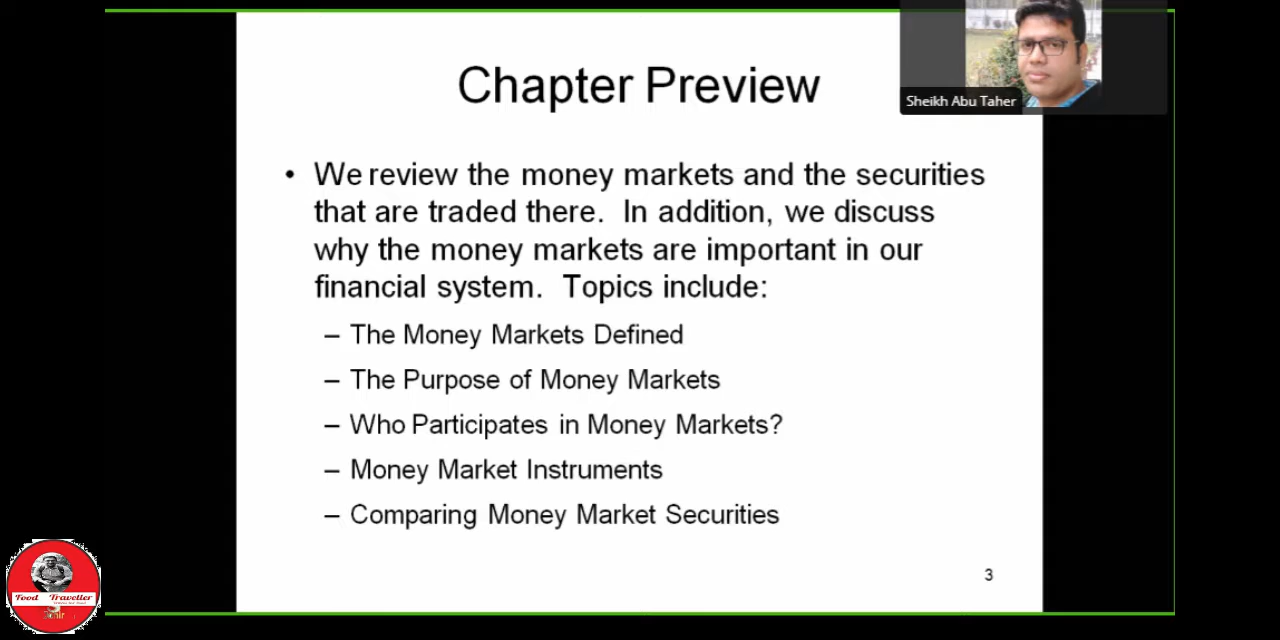 Chapter Preview
Sheikh Abu Taher
• We review the money markets and the securities
that are traded there. In addition, we discuss
why the money markets are important in our
financial system. Topics include:
– The Money Markets Defined
– The Purpose of Money Markets
– Who Participates in Money Markets?
– Money Market Instruments
– Comparing Money Market Securities
3
Food Traveller